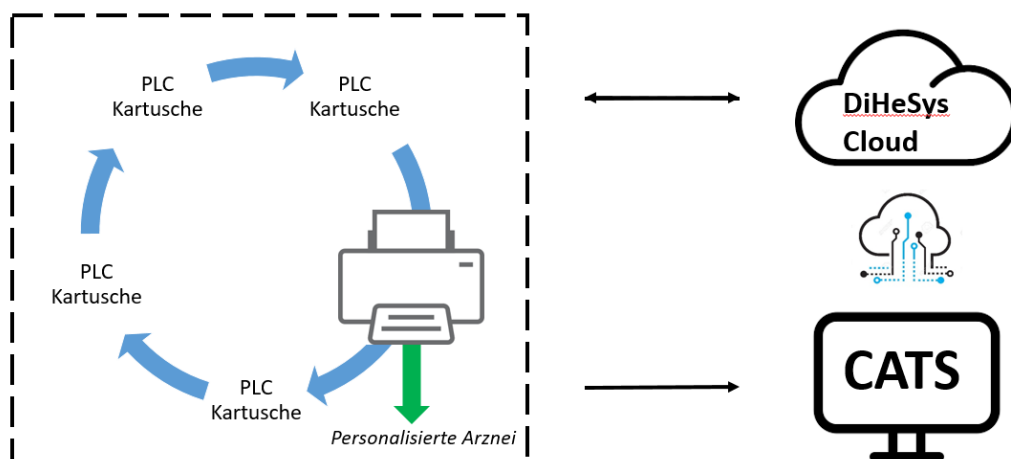 PLC
Kartusche
PLC
Kartusche
PLC
Kartusche
PLC
Kartusche
Personalisierte Arznei
DiHeSys
Cloud
CATS